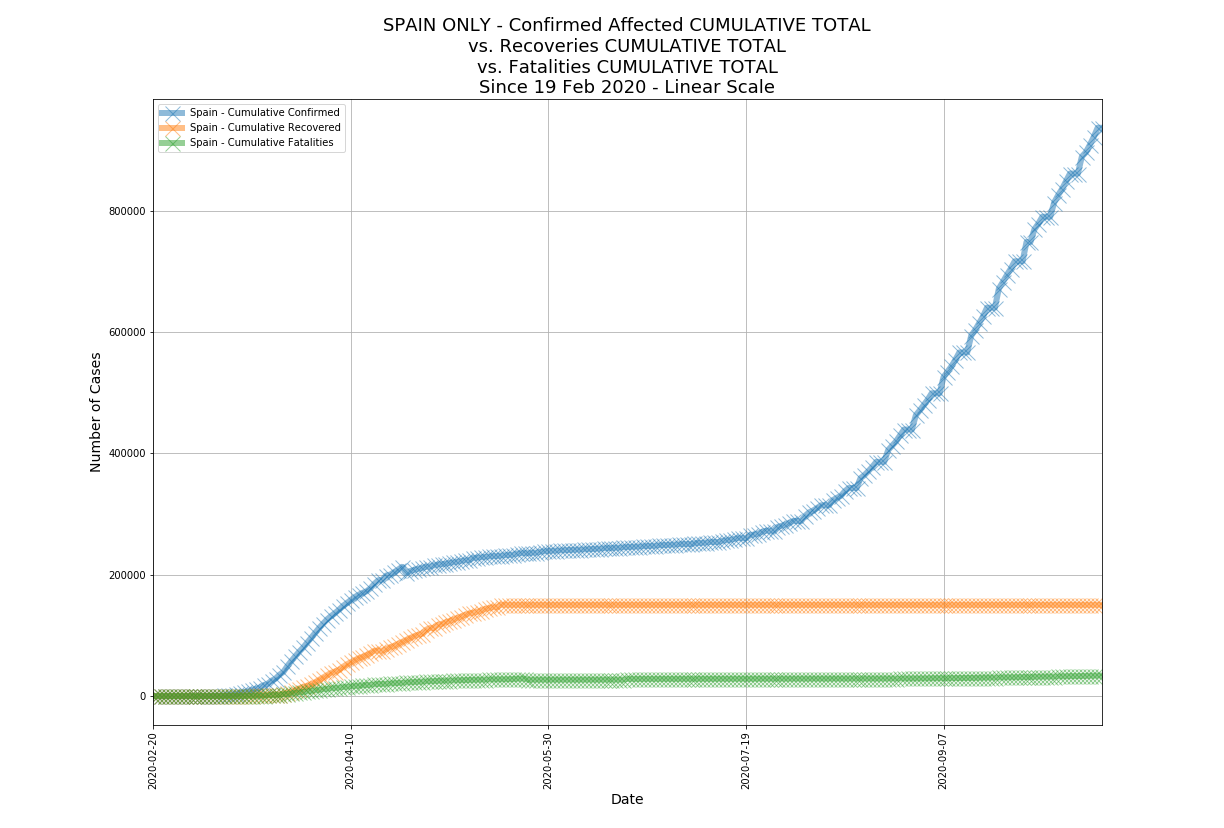 SPAIN ONLY - Confirmed Affected CUMULATIVE TOTAL
vs. Recoveries CUMULATIVE TOTAL
vs. Fatalities CUMULATIVE TOTAL
Since 19 Feb 2020 - Linear Scale
Spain - Cumulative Confirmed
Spain - Cumulative Recovered
Spain - Cumulative Fatalities
Number of Cases
800000
600000
400000
200000
0
2020-02-20
2020-04-10
2020-05-30
2020-07-19
2020-09-07
Date